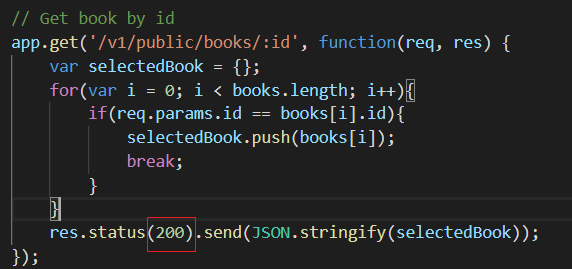 // Get book by id
app.get('/v1/public/books/:id', function(req, res) {
    var selectedBook = {};
    for(var i = 0; i < books.length; i++){
        if(req.params.id == books[i].id){
            selectedBook.push(books[i]);
            break;
        }
    }
    res.status(200).send(JSON.stringify(selectedBook));
});